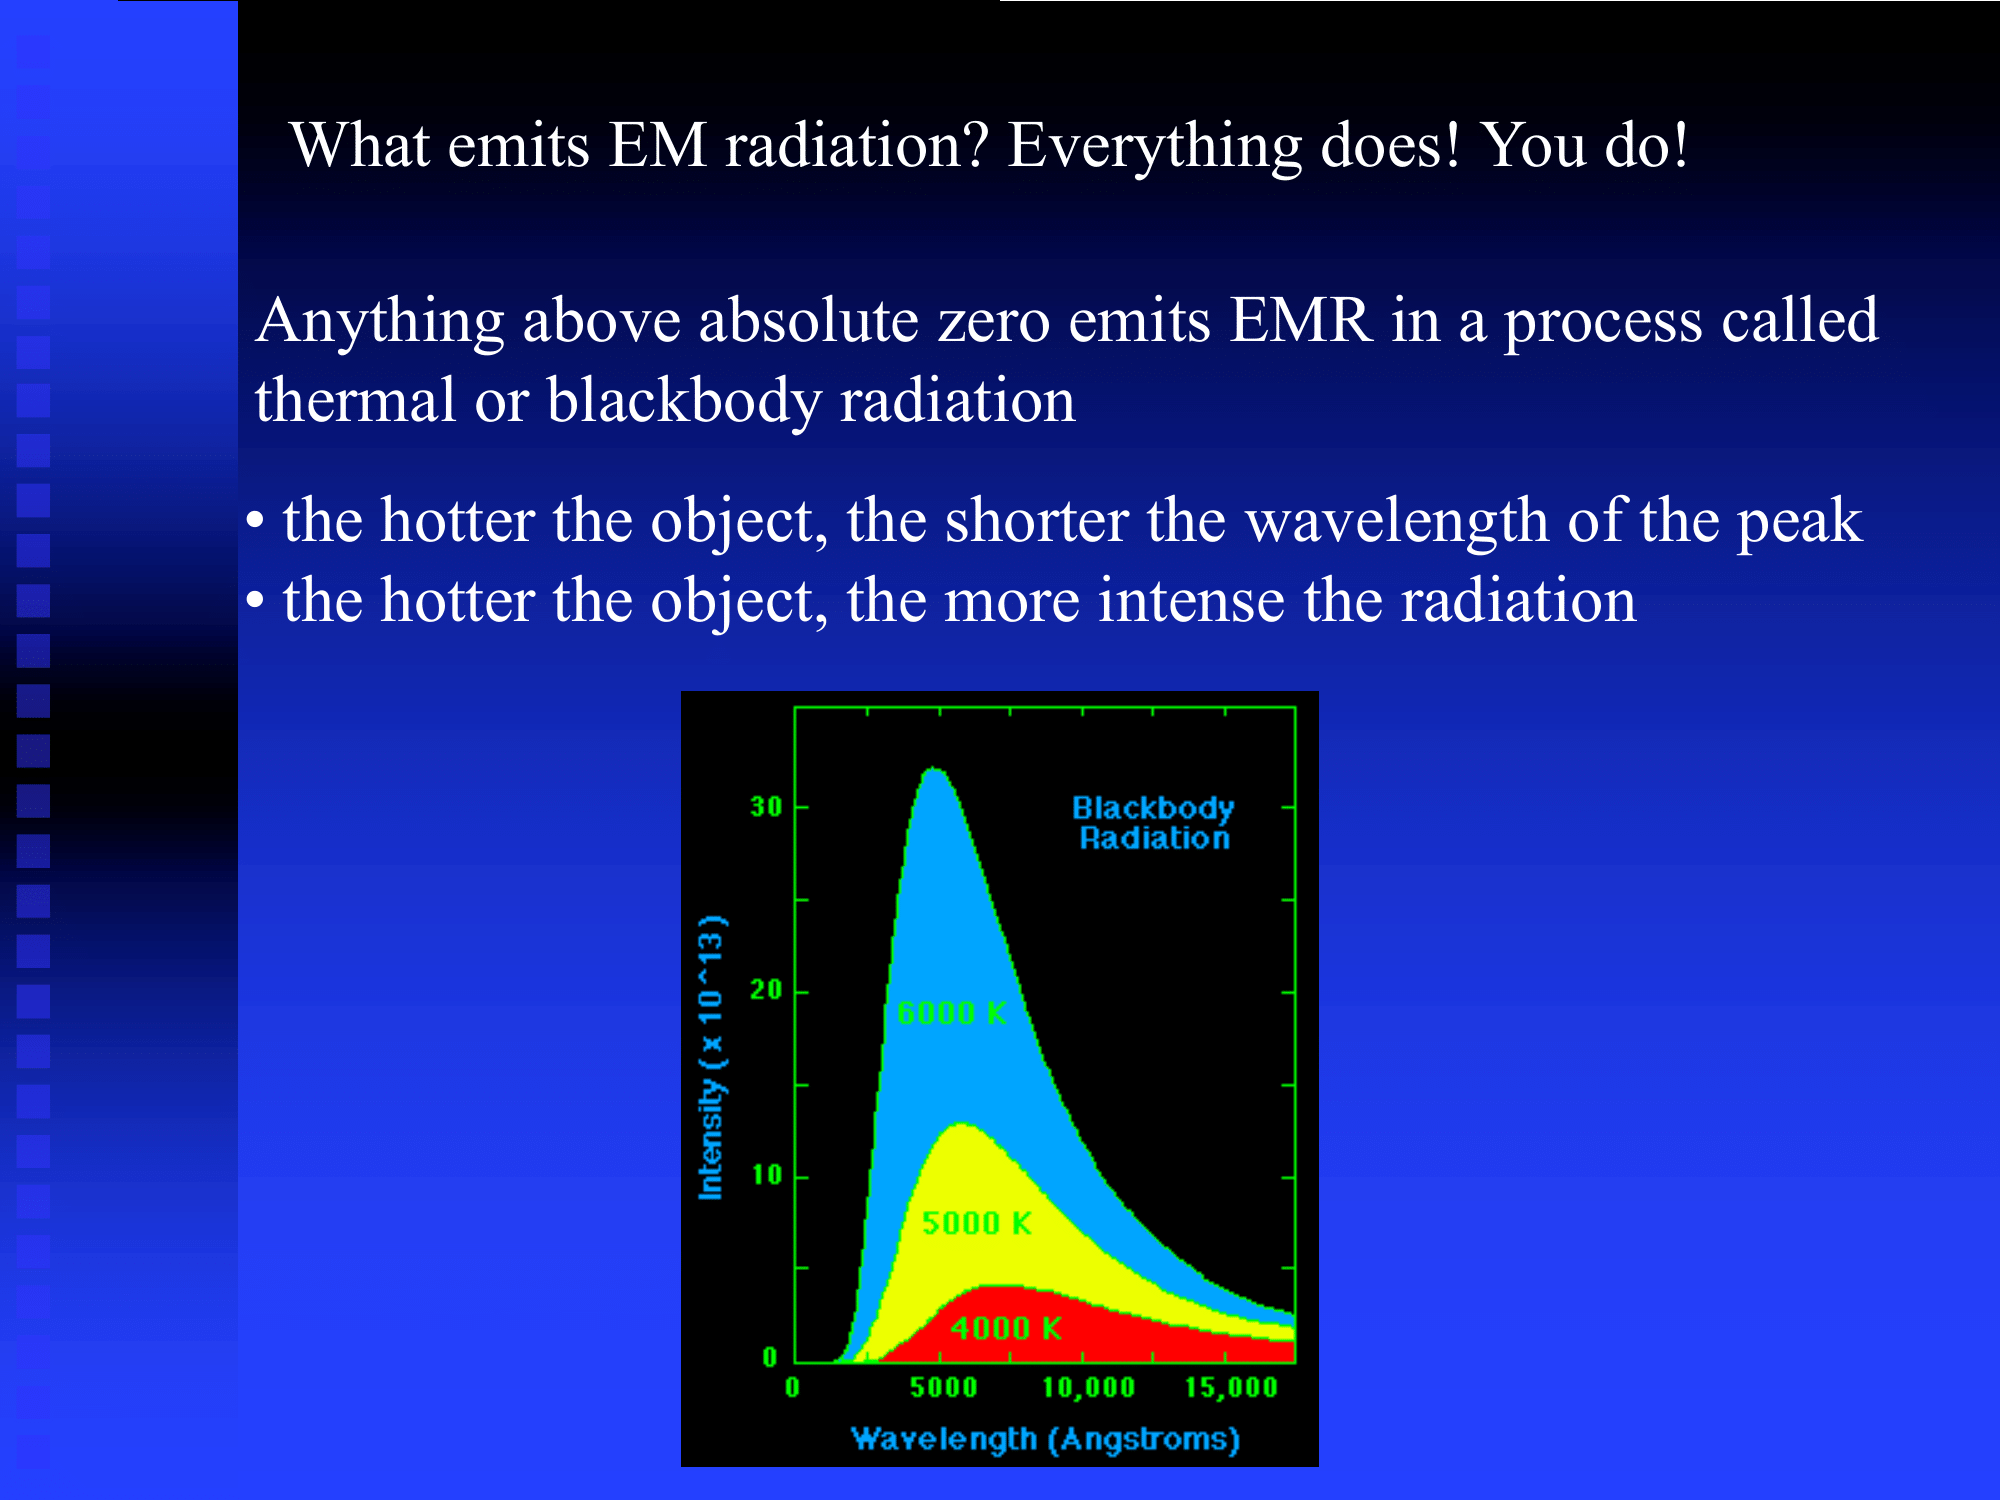 What emits EM radiation? Everything does! You do!
Anything above absolute zero emits EMR in a process called
thermal or blackbody radiation
• the hotter the object, the shorter the wavelength of the peak
• the hotter the object, the more intense the radiation
Blackbody
Radiation
Intensity ( x 10^13)
30
20
10
0
6000 K
5000 K
4000 K
0 5000 10,000 15,000
Wavelength (Angstroms)